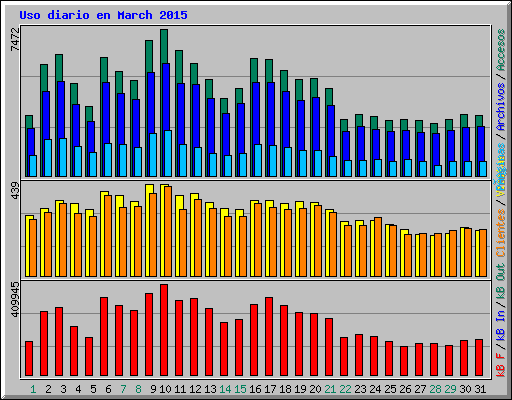 Uso diario en March 2015
7472
439
409945
kB F / kB In / kB Out Clientes / Páginas / Archivos / Accesos
1 2 3 4 5 6 7 8 9 10 11 12 13 14 15 16 17 18 19 20 21 22 23 24 25 26 27 28 29 30 31